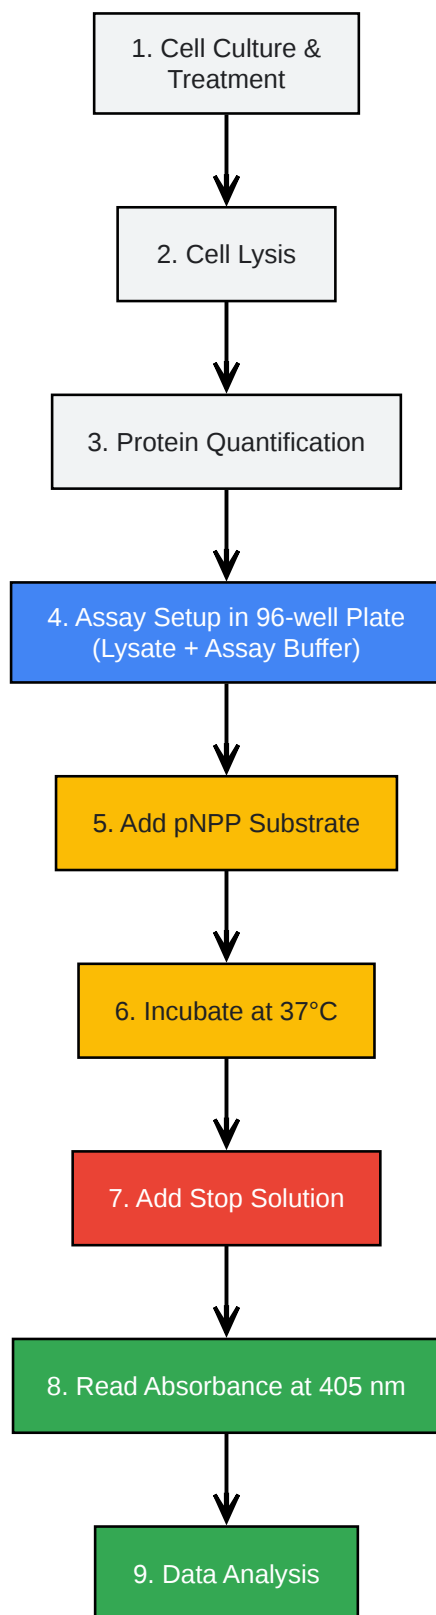 1. Cell Culture &
Treatment
2. Cell Lysis
3. Protein Quantification
4. Assay Setup in 96-well Plate
(Lysate + Assay Buffer)
5. Add pNPP Substrate
6. Incubate at 37°C
7. Add Stop Solution
8. Read Absorbance at 405 nm
9. Data Analysis